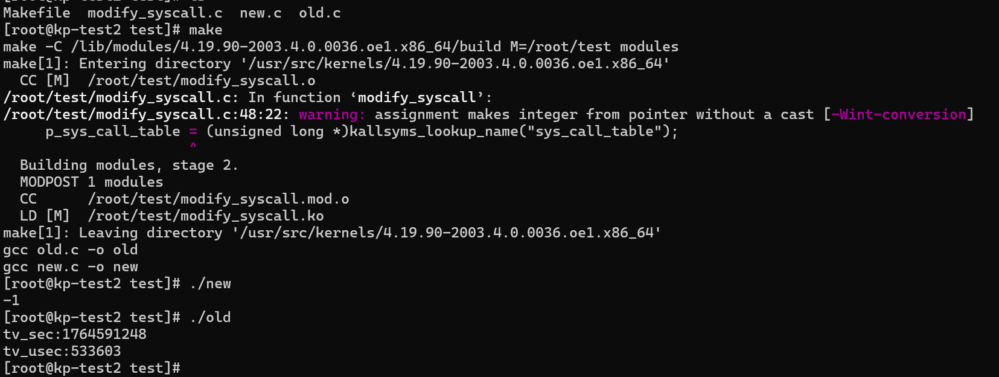 Makefile  modify_syscall.c  new.c  old.c
[root@kp-test2 test]# make
make -C /lib/modules/4.19.90-2003.4.0.0036.oe1.x86_64/build M=/root/test modules
make[1]: Entering directory '/usr/src/kernels/4.19.90-2003.4.0.0036.oe1.x86_64'
  CC [M]  /root/test/modify_syscall.o
/root/test/modify_syscall.c: In function ‘modify_syscall’:
/root/test/modify_syscall.c:48:22: warning: assignment makes integer from pointer without a cast [-Wint-conversion]
     p_sys_call_table = (unsigned long *)kallsyms_lookup_name("sys_call_table");
                      ^
  Building modules, stage 2.
  MODPOST 1 modules
  CC      /root/test/modify_syscall.mod.o
  LD [M]  /root/test/modify_syscall.ko
make[1]: Leaving directory '/usr/src/kernels/4.19.90-2003.4.0.0036.oe1.x86_64'
gcc old.c -o old
gcc new.c -o new
[root@kp-test2 test]# ./new
-1
[root@kp-test2 test]# ./old
tv_sec:1764591248
tv_usec:533603
[root@kp-test2 test]#